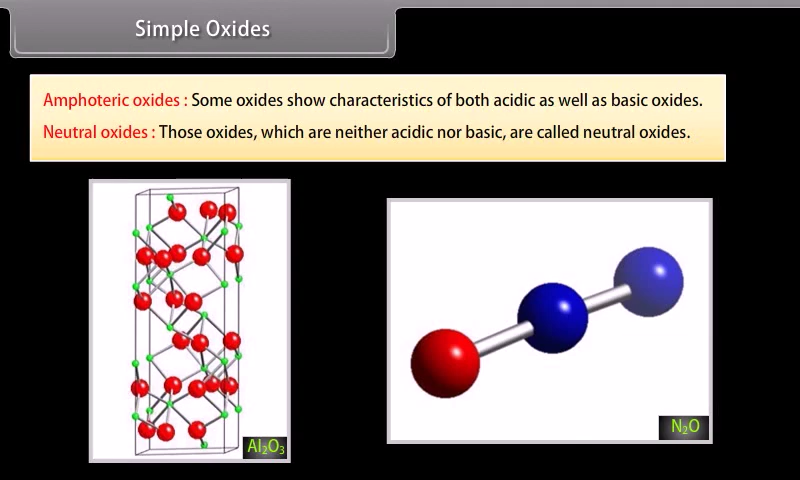 Simple Oxides
Amphoteric oxides : Some oxides show characteristics of both acidic as well as basic oxides.
Neutral oxides : Those oxides, which are neither acidic nor basic, are called neutral oxides.
Al₂O₃
N₂O